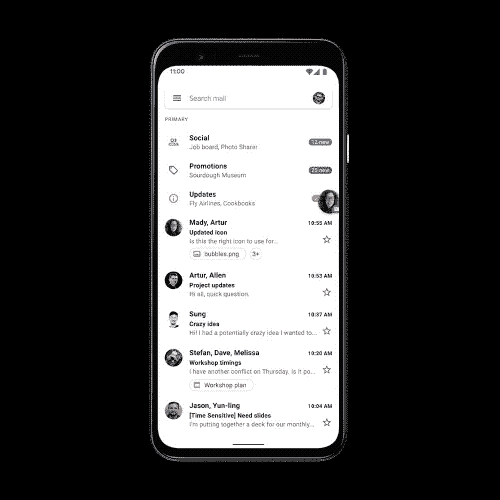 11:00
Search mail
PRIMARY
Social
12 new
Job board, Photo Sharer
Promotions
25 new
Sourdough Museum
Updates
Fly Airlines, Cookbooks
Mady, Artur
10:55 AM
Updated icon
Is this the right icon to use for...
bubbles.png
3+
Artur, Allen
10:53 AM
Project updates
Hi all, quick question.
Sung
10:37 AM
Crazy idea
Hi! I had a potentially crazy idea I wanted to...
Stefan, Dave, Melissa
10:20 AM
Workshop timings
I have another conflict on Thursday. Is it po...
Workshop plan
Jason, Yun-ling
10:04 AM
[Time Sensitive] Need slides
I'm putting together a deck for our monthly...